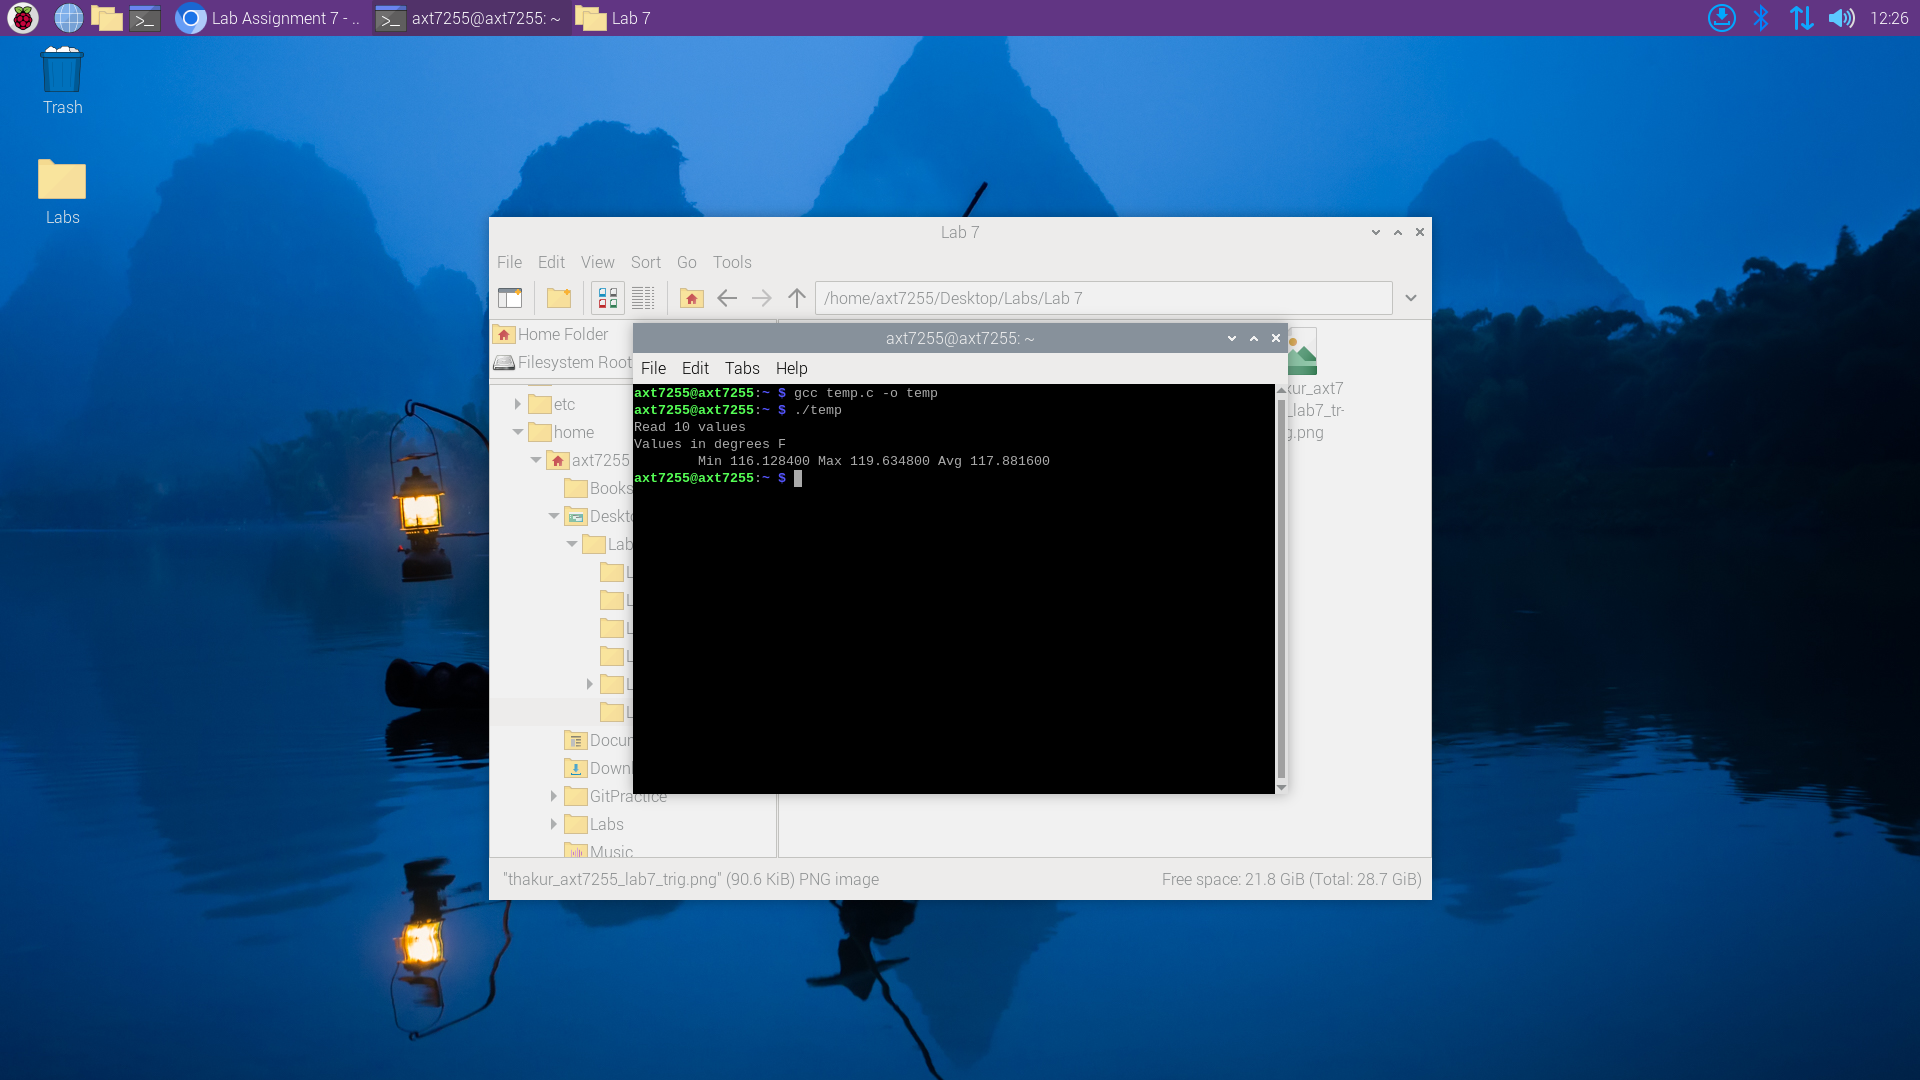 Lab Assignment 7 - ..
axt7255@axt7255: ~
Lab 7
12:26
Trash
Labs
Lab 7
File Edit View Sort Go Tools
/home/axt7255/Desktop/Labs/Lab 7
Home Folder
Filesystem Root
etc
home
axt7255
Books
Deskto
Lab
L
L
L
L
L
L
Docum
Downl
GitPractice
Labs
Music
axt7255@axt7255: ~
File Edit Tabs Help
axt7255@axt7255:~ $ gcc temp.c -o temp
axt7255@axt7255:~ $ ./temp
Read 10 values
Values in degrees F
Min 116.128400 Max 119.634800 Avg 117.881600
axt7255@axt7255:~ $
kur_axt7
_lab7_tr-
g.png
"thakur_axt7255_lab7_trig.png" (90.6 KiB) PNG image
Free space: 21.8 GiB (Total: 28.7 GiB)